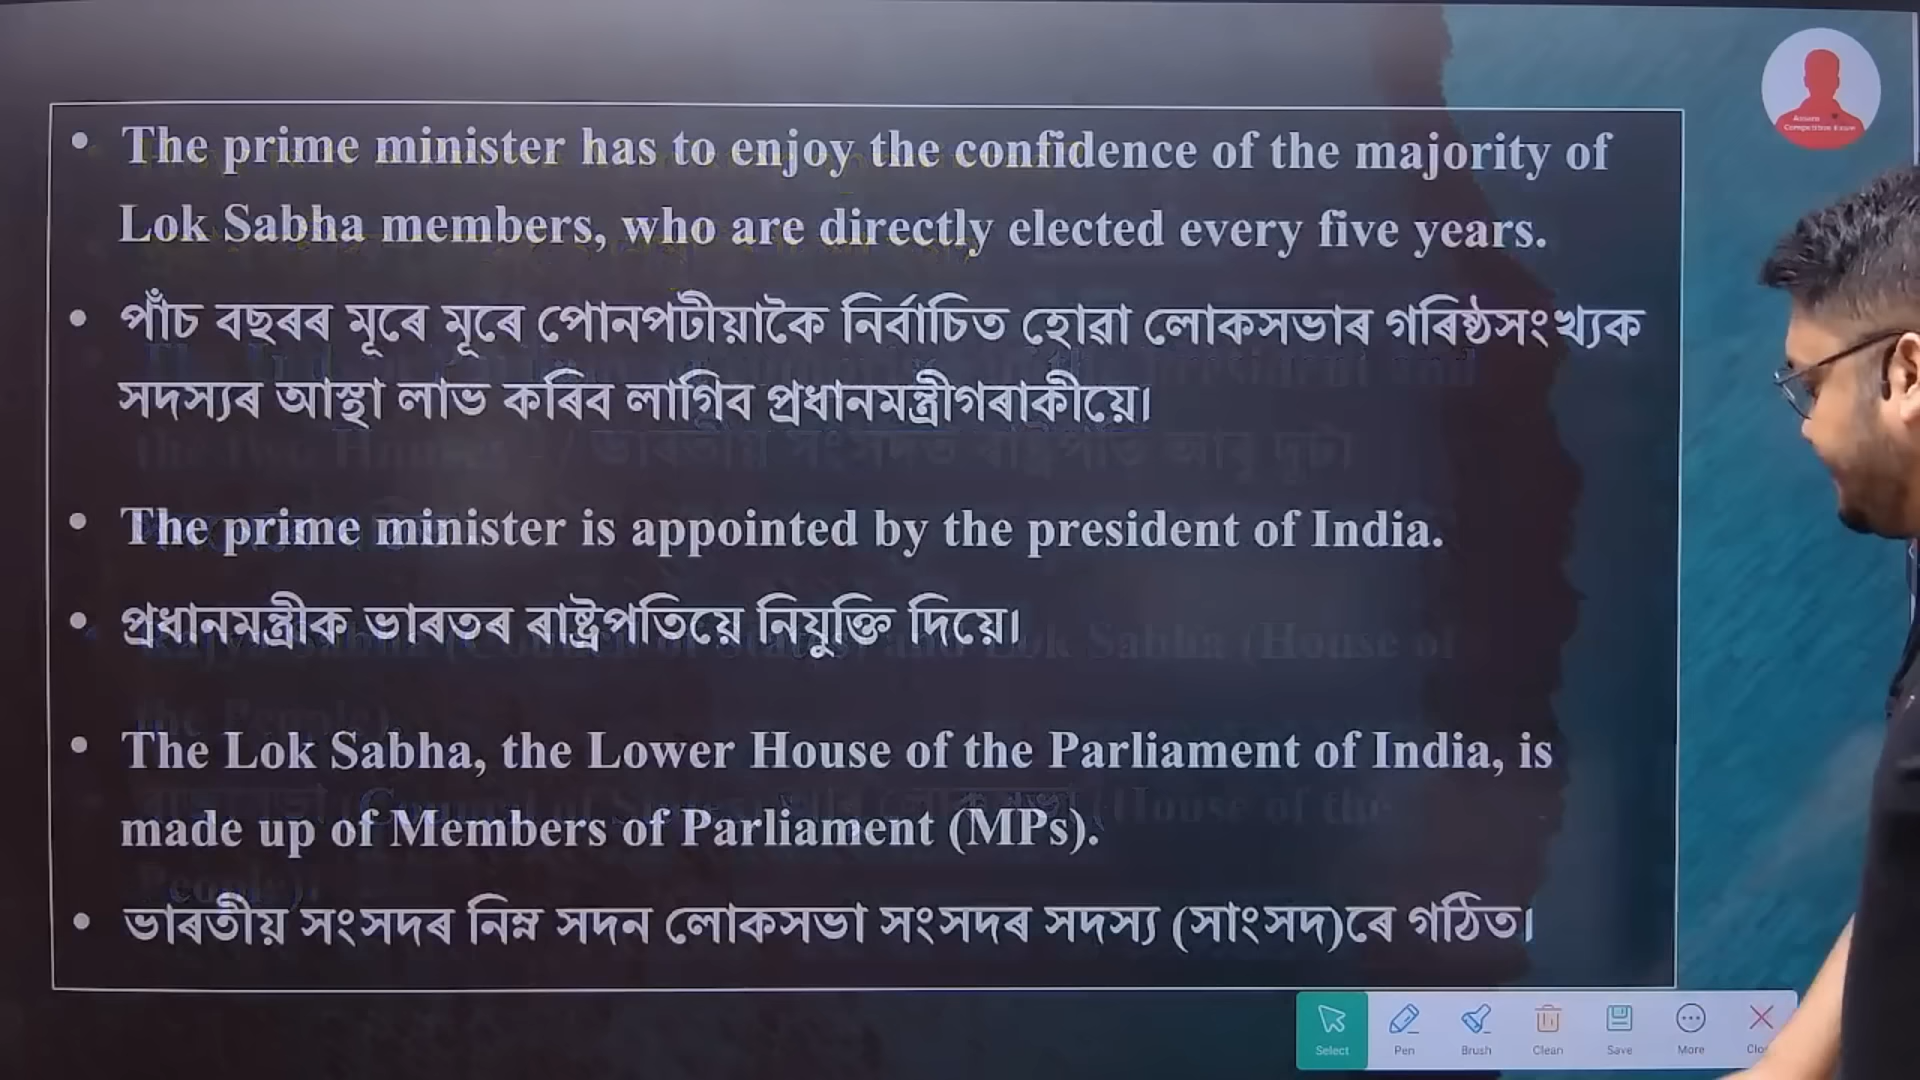 • The prime minister has to enjoy the confidence of the majority of
Lok Sabha members, who are directly elected every five years.
• পাঁচ বছৰৰ মূৰে মূৰে পোনপটীয়াকৈ নিৰ্বাচিত হোৱা লোকসভাৰ গৰিষ্ঠসংখ্যক
সদস্যৰ আস্থা লাভ কৰিব লাগিব প্ৰধানমন্ত্ৰীগৰাকীয়ে।
• The prime minister is appointed by the president of India.
• প্ৰধানমন্ত্ৰীক ভাৰতৰ ৰাষ্ট্ৰপতিয়ে নিযুক্তি দিয়ে।
• The Lok Sabha, the Lower House of the Parliament of India, is
made up of Members of Parliament (MPs).
• ভাৰতীয় সংসদৰ নিম্ন সদন লোকসভা সংসদৰ সদস্য (সাংসদ)ৰে গঠিত।
Assam
Competitive Exam
Select Pen Brush Clean Save More